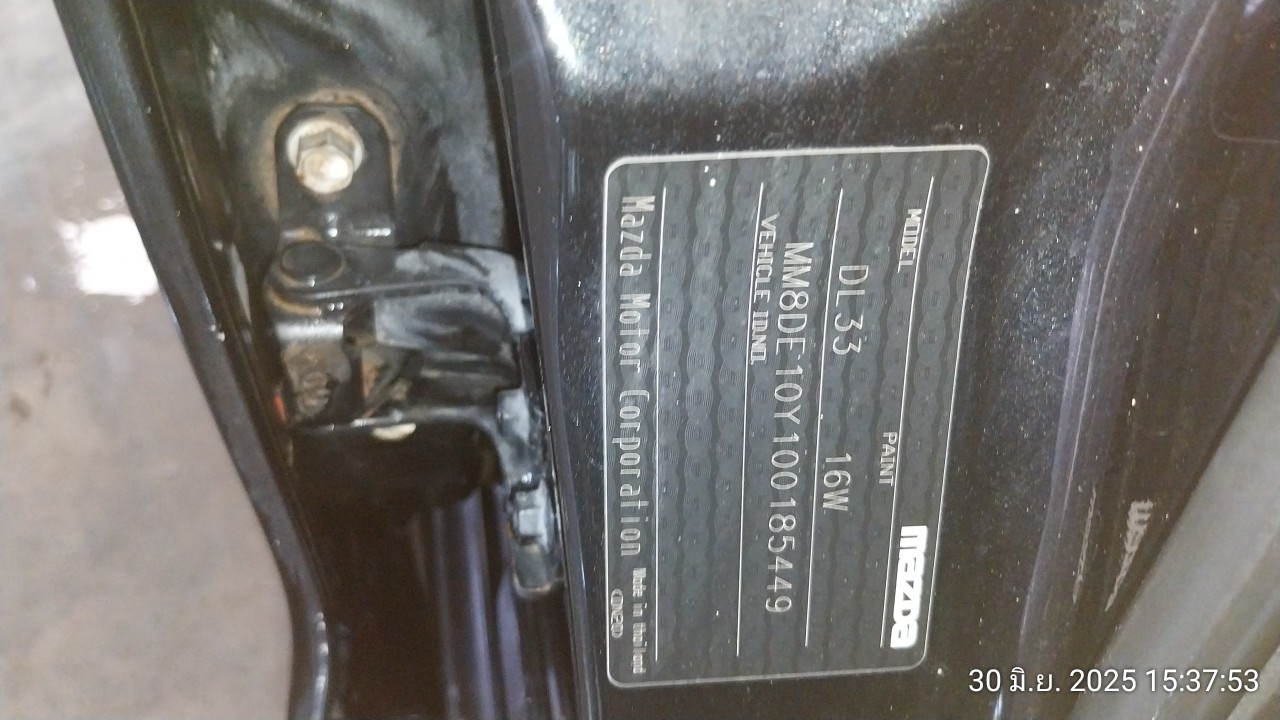 mazda
MODEL PAINT
DL33 16W
MM8DE10Y100185449
VEHICLE ID.NO.
Mazda Motor Corporation Made in thailand
30 มิ.ย. 2025 15:37:53